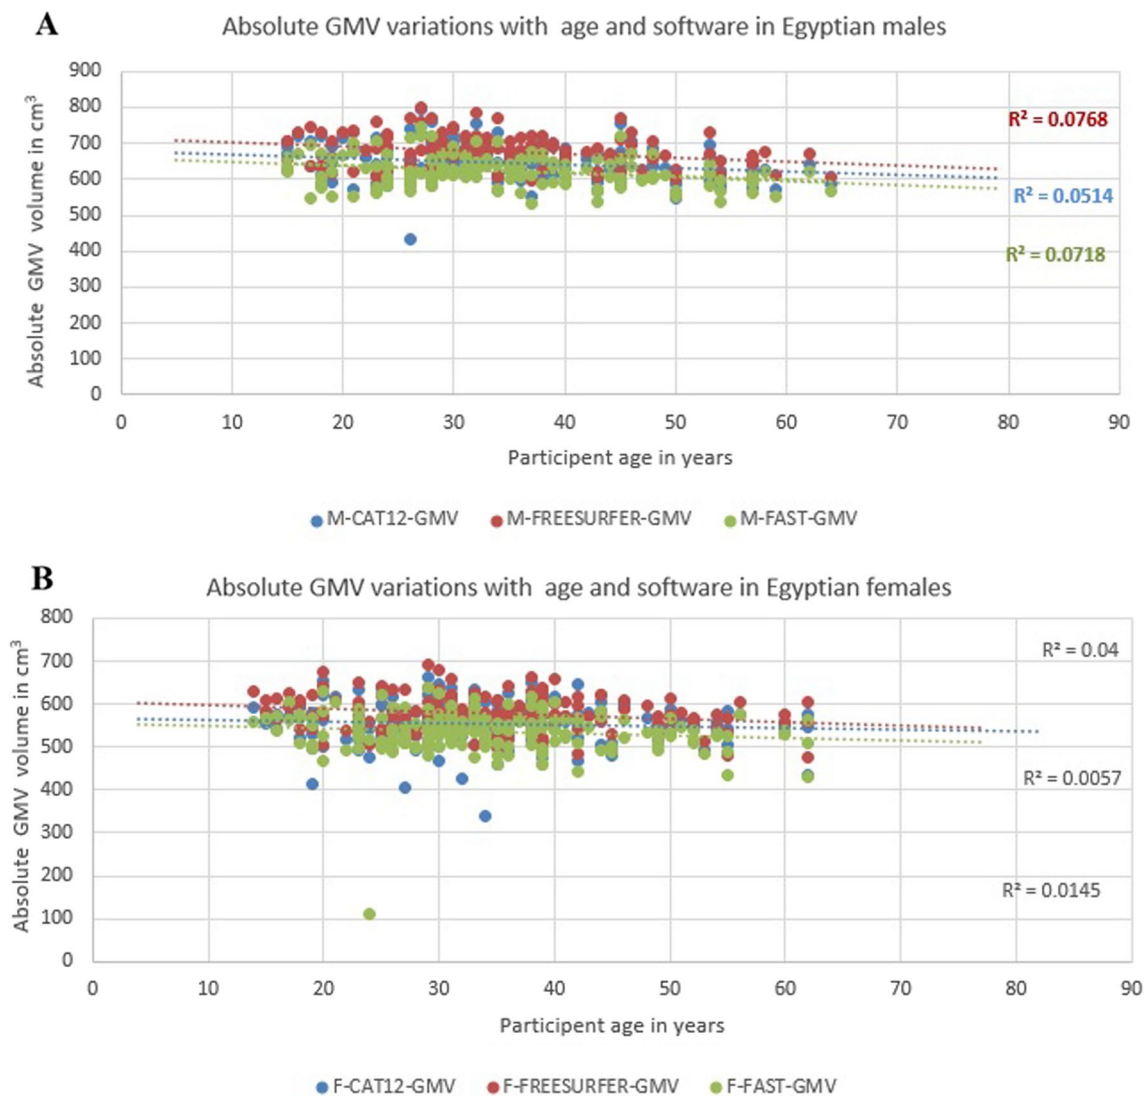 A
Absolute GMV variations with age and software in Egyptian males
Absolute GMV volume in cm³
900
800
700
600
500
400
300
200
100
0
R² = 0.0768
R² = 0.0514
R² = 0.0718
0 10 20 30 40 50 60 70 80 90
Participent age in years
M-CAT12-GMV M-FREESURFER-GMV M-FAST-GMV
B
Absolute GMV variations with age and software in Egyptian females
Absolute GMV volume in cm³
800
700
600
500
400
300
200
100
0
R² = 0.04
R² = 0.0057
R² = 0.0145
0 10 20 30 40 50 60 70 80 90
Participent age in years
F-CAT12-GMV F-FREESURFER-GMV F-FAST-GMV